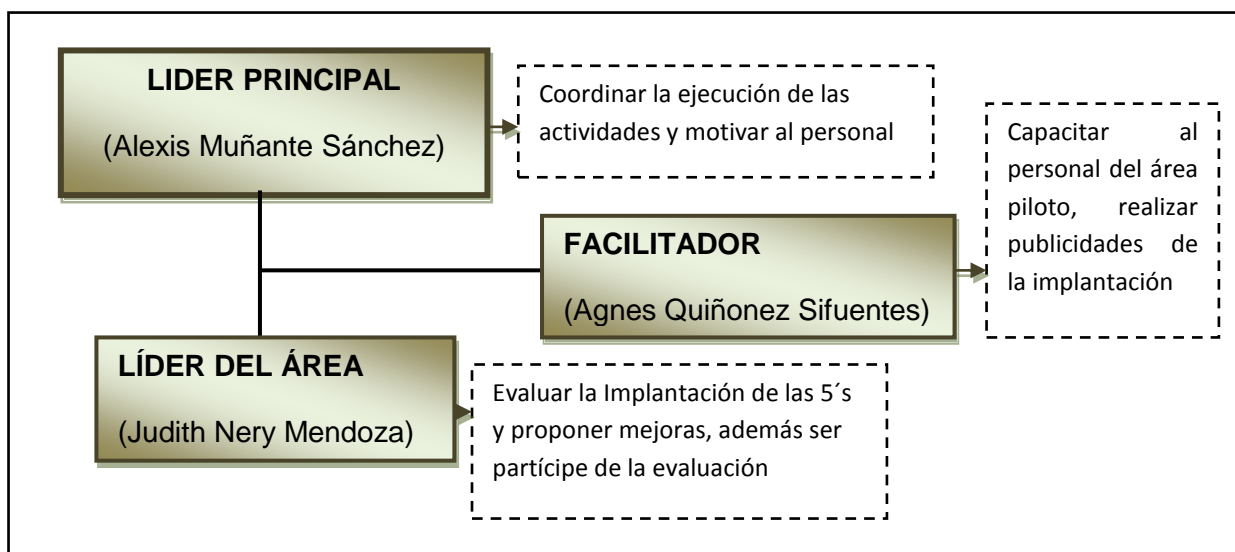 LIDER PRINCIPAL
(Alexis Muñante Sánchez)
Coordinar la ejecución de las
actividades y motivar al personal
Capacitar al
personal del área
piloto, realizar
publicidades de
la implantación
FACILITADOR
(Agnes Quiñonez Sifuentes)
LÍDER DEL ÁREA
(Judith Nery Mendoza)
Evaluar la Implantación de las 5´s
y proponer mejoras, además ser
partícipe de la evaluación